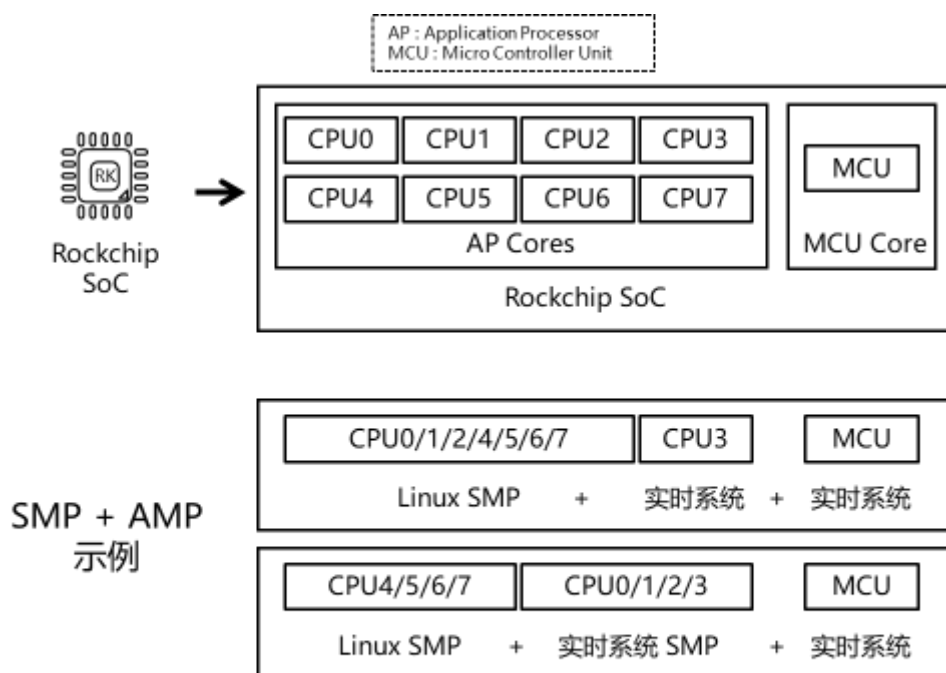 AP : Application Processor
MCU : Micro Controller Unit
CPU0 CPU1 CPU2 CPU3
MCU
CPU4 CPU5 CPU6 CPU7
AP Cores
MCU Core
Rockchip SoC
RK
Rockchip
SoC
SMP + AMP
示例
CPU0/1/2/4/5/6/7 CPU3 MCU
Linux SMP + 实时系统 + 实时系统
CPU4/5/6/7 CPU0/1/2/3 MCU
Linux SMP + 实时系统 SMP + 实时系统